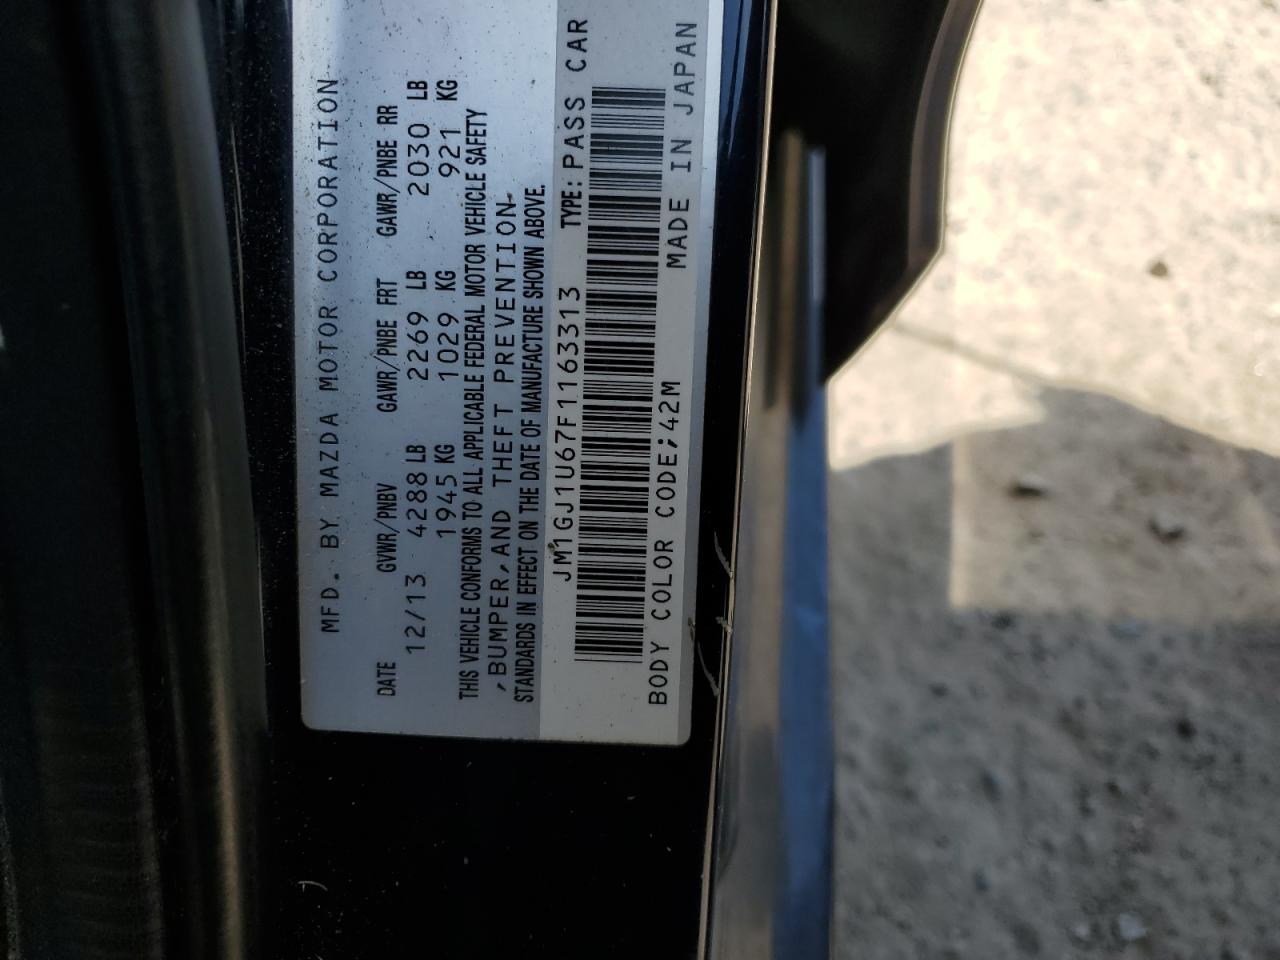 MFD. BY MAZDA MOTOR CORPORATION
DATE GVWR/PNBV GAWR/PNBE FRT GAWR/PNBE RR
12/13 4288 LB 2269 LB 2030 LB
1945 KG 1029 KG 921 KG
THIS VEHICLE CONFORMS TO ALL APPLICABLE FEDERAL MOTOR VEHICLE SAFETY
,BUMPER,AND THEFT PREVENTION
STANDARDS IN EFFECT ON THE DATE OF MANUFACTURE SHOWN ABOVE.
JM1GJ1U67F1163313 TYPE: PASS CAR
BODY COLOR CODE;42M MADE IN JAPAN